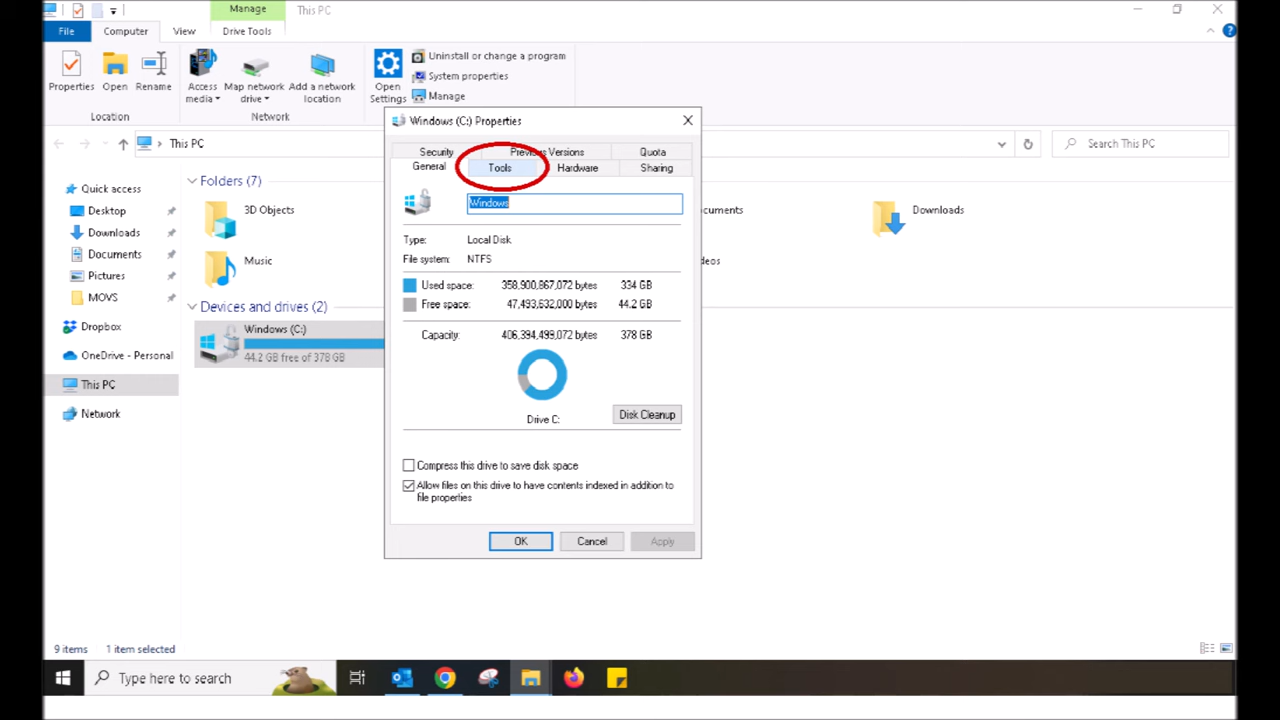 Manage
This PC
File
Computer
View
Drive Tools
Properties
Open
Rename
Access media
Map network drive
Add a network location
Open Settings
Uninstall or change a program
System properties
Manage
Location
Network
This PC
Search This PC
Quick access
Desktop
Downloads
Documents
Pictures
MOVS
Dropbox
OneDrive - Personal
This PC
Network
Folders (7)
3D Objects
Music
cuments
Downloads
deos
Devices and drives (2)
Windows (C:)
44.2 GB free of 378 GB
Windows (C:) Properties
Security
Previous Versions
Quota
General
Tools
Hardware
Sharing
Windows
Type: Local Disk
File system: NTFS
Used space: 358,900,867,072 bytes 334 GB
Free space: 47,493,632,000 bytes 44.2 GB
Capacity: 406,394,499,072 bytes 378 GB
Drive C:
Disk Cleanup
Compress this drive to save disk space
Allow files on this drive to have contents indexed in addition to
file properties
OK
Cancel
Apply
9 items
1 item selected
Type here to search